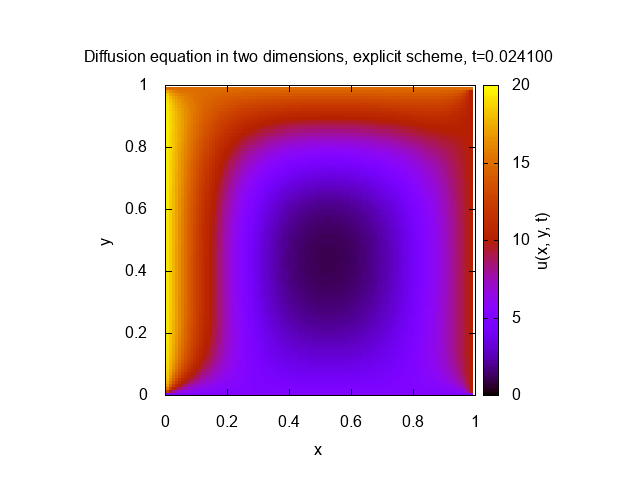 Diffusion equation in two dimensions, explicit scheme, t=0.024100
1
0.8
0.6
0.4
0.2
0
y
0 0.2 0.4 0.6 0.8 1
x
20
15
10
5
0
u(x, y, t)